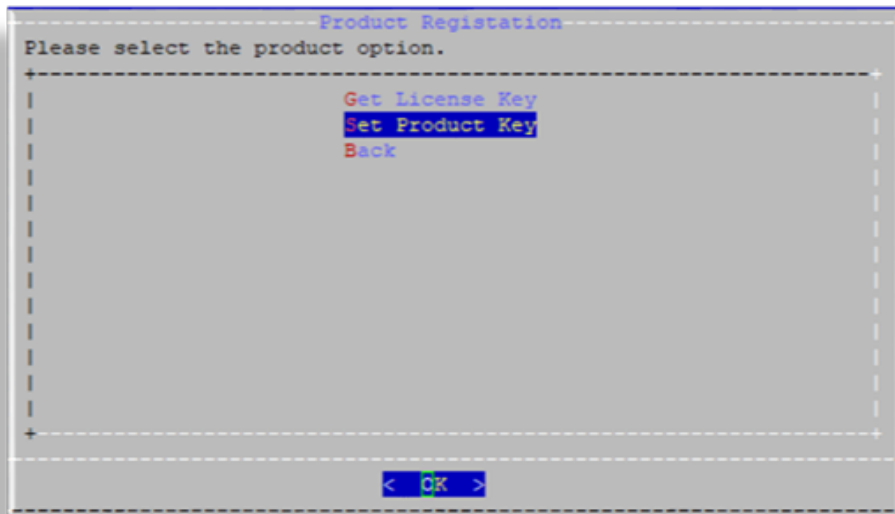 Product Registation
Please select the product option.
Get License Key
Set Product Key
Back
< OK >